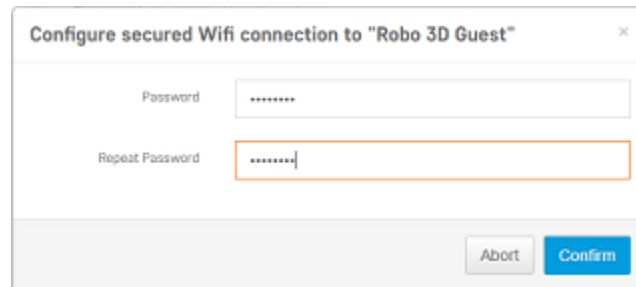 Configure secured Wifi connection to "Robo 3D Guest" ×
Password ••••••••
Repeat Password ••••••••
Abort Confirm